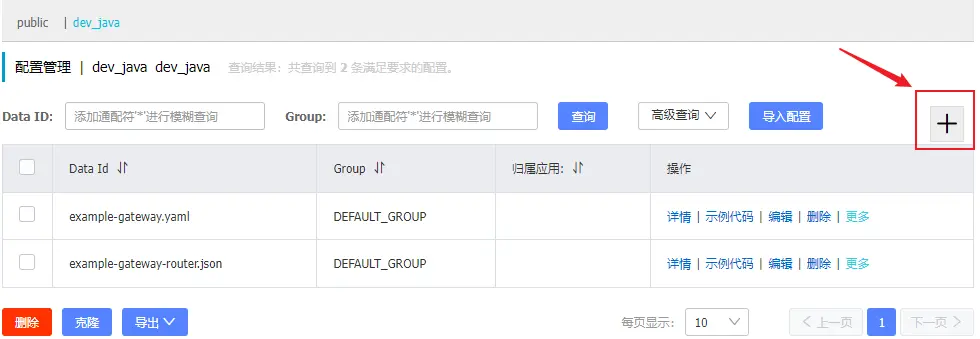 public | dev_java
配置管理 | dev_java dev_java 查询结果：共查询到 2 条满足要求的配置。
Data ID: 添加通配符'*'进行模糊查询 Group: 添加通配符'*'进行模糊查询 查询 高级查询 导入配置 +
Data Id Group 归属应用: 操作
example-gateway.yaml DEFAULT_GROUP 详情 | 示例代码 | 编辑 | 删除 | 更多
example-gateway-router.json DEFAULT_GROUP 详情 | 示例代码 | 编辑 | 删除 | 更多
删除 克隆 导出 每页显示: 10 < 上一页 1 下一页 >